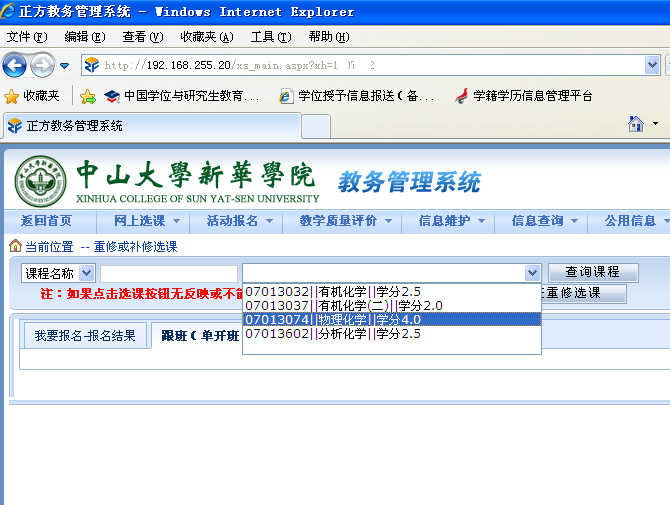 正方教务管理系统 - Windows Internet Explorer
文件(F) 编辑(E) 查看(V) 收藏夹(A) 工具(T) 帮助(H)
http://192.168.255.20/xs_main.aspx?xh=1
收藏夹 中国学位与研究生教育... 学位授予信息报送(备... 学籍学历信息管理平台
正方教务管理系统
中山大學新華學院 教务管理系统
XINHUA COLLEGE OF SUN YAT-SEN UNIVERSITY
返回首页 网上选课 活动报名 教学质量评价 信息维护 信息查询 公用信息
当前位置 -- 重修或补修选课
课程名称 查询课程
注：如果点击选课按钮无反映或不 重修选课
07013032||有机化学||学分2.5
07013037||有机化学(二)||学分2.0
07013074||物理化学||学分4.0
07013602||分析化学||学分2.5
我要报名-报名结果 跟班(单开班